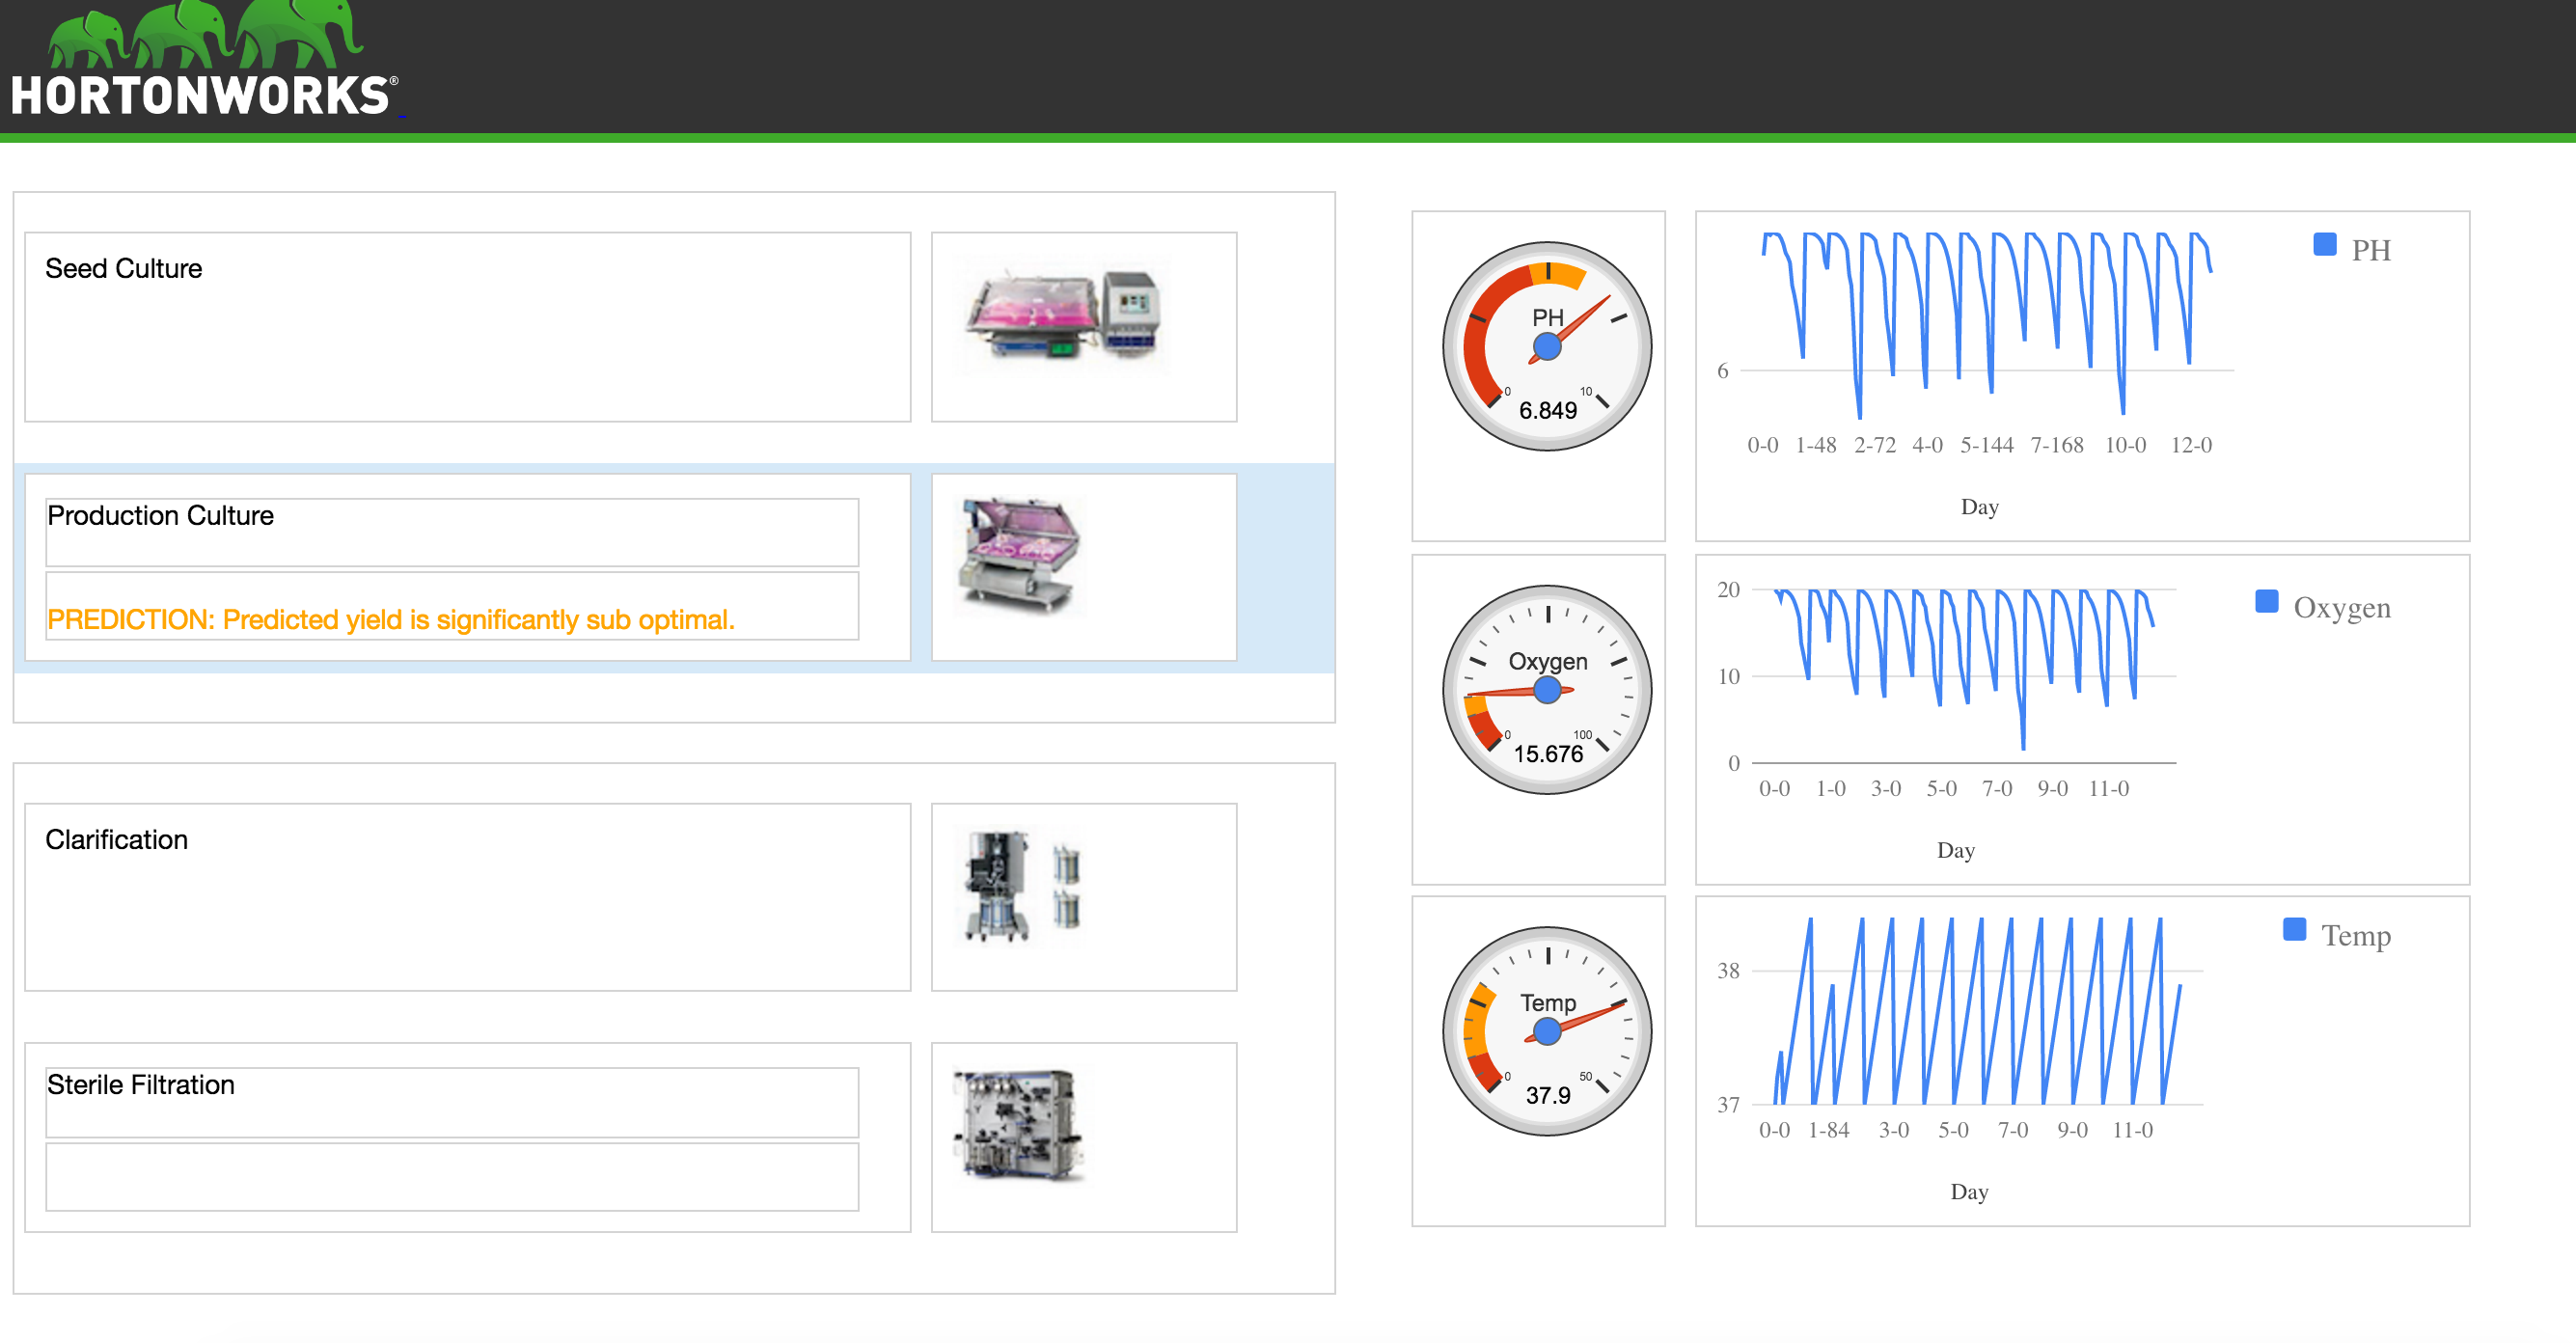 HORTONWORKS®
Seed Culture
Production Culture
PREDICTION: Predicted yield is significantly sub optimal.
Clarification
Sterile Filtration
PH
0 10
6.849
PH
6
0-0 1-48 2-72 4-0 5-144 7-168 10-0 12-0
Day
Oxygen
0 100
15.676
Oxygen
20
10
0
0-0 1-0 3-0 5-0 7-0 9-0 11-0
Day
Temp
0 50
37.9
Temp
38
37
0-0 1-84 3-0 5-0 7-0 9-0 11-0
Day